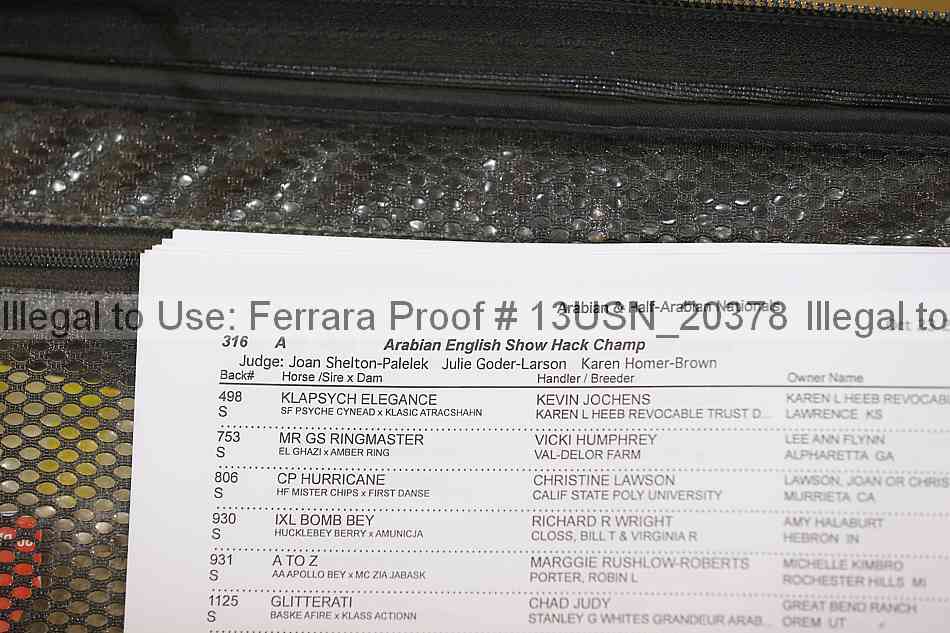 Arabian & Half-Arabian Nationals
Illegal to Use: Ferrara Proof # 13USN_20378 Illegal to
316 A Arabian English Show Hack Champ
Judge: Joan Shelton-Palelek Julie Goder-Larson Karen Homer-Brown
Back# Horse /Sire x Dam Handler / Breeder Owner Name
498 KLAPSYCH ELEGANCE KEVIN JOCHENS KAREN L HEEB REVOCABL
S SF PSYCHE CYNEAD x KLASIC ATRACSHAHN KAREN L HEEB REVOCABLE TRUST D... LAWRENCE KS
753 MR GS RINGMASTER VICKI HUMPHREY LEE ANN FLYNN
S EL GHAZI x AMBER RING VAL-DELOR FARM ALPHARETTA GA
806 CP HURRICANE CHRISTINE LAWSON LAWSON, JOAN OR CHRIS
S HF MISTER CHIPS x FIRST DANSE CALIF STATE POLY UNIVERSITY MURRIETA CA
930 IXL BOMB BEY RICHARD R WRIGHT AMY HALABURT
S HUCKLEBEY BERRY x AMUNICJA CLOSS, BILL T & VIRGINIA R HEBRON IN
931 A TO Z MARGGIE RUSHLOW-ROBERTS MICHELLE KIMBRO
S AA APOLLO BEY x MC ZIA JABASK PORTER, ROBIN L ROCHESTER HILLS MI
1125 GLITTERATI CHAD JUDY GREAT BEND RANCH
S BASKE AFIRE x KLASS ACTIONN STANLEY G WHITES GRANDEUR ARAB... OREM UT